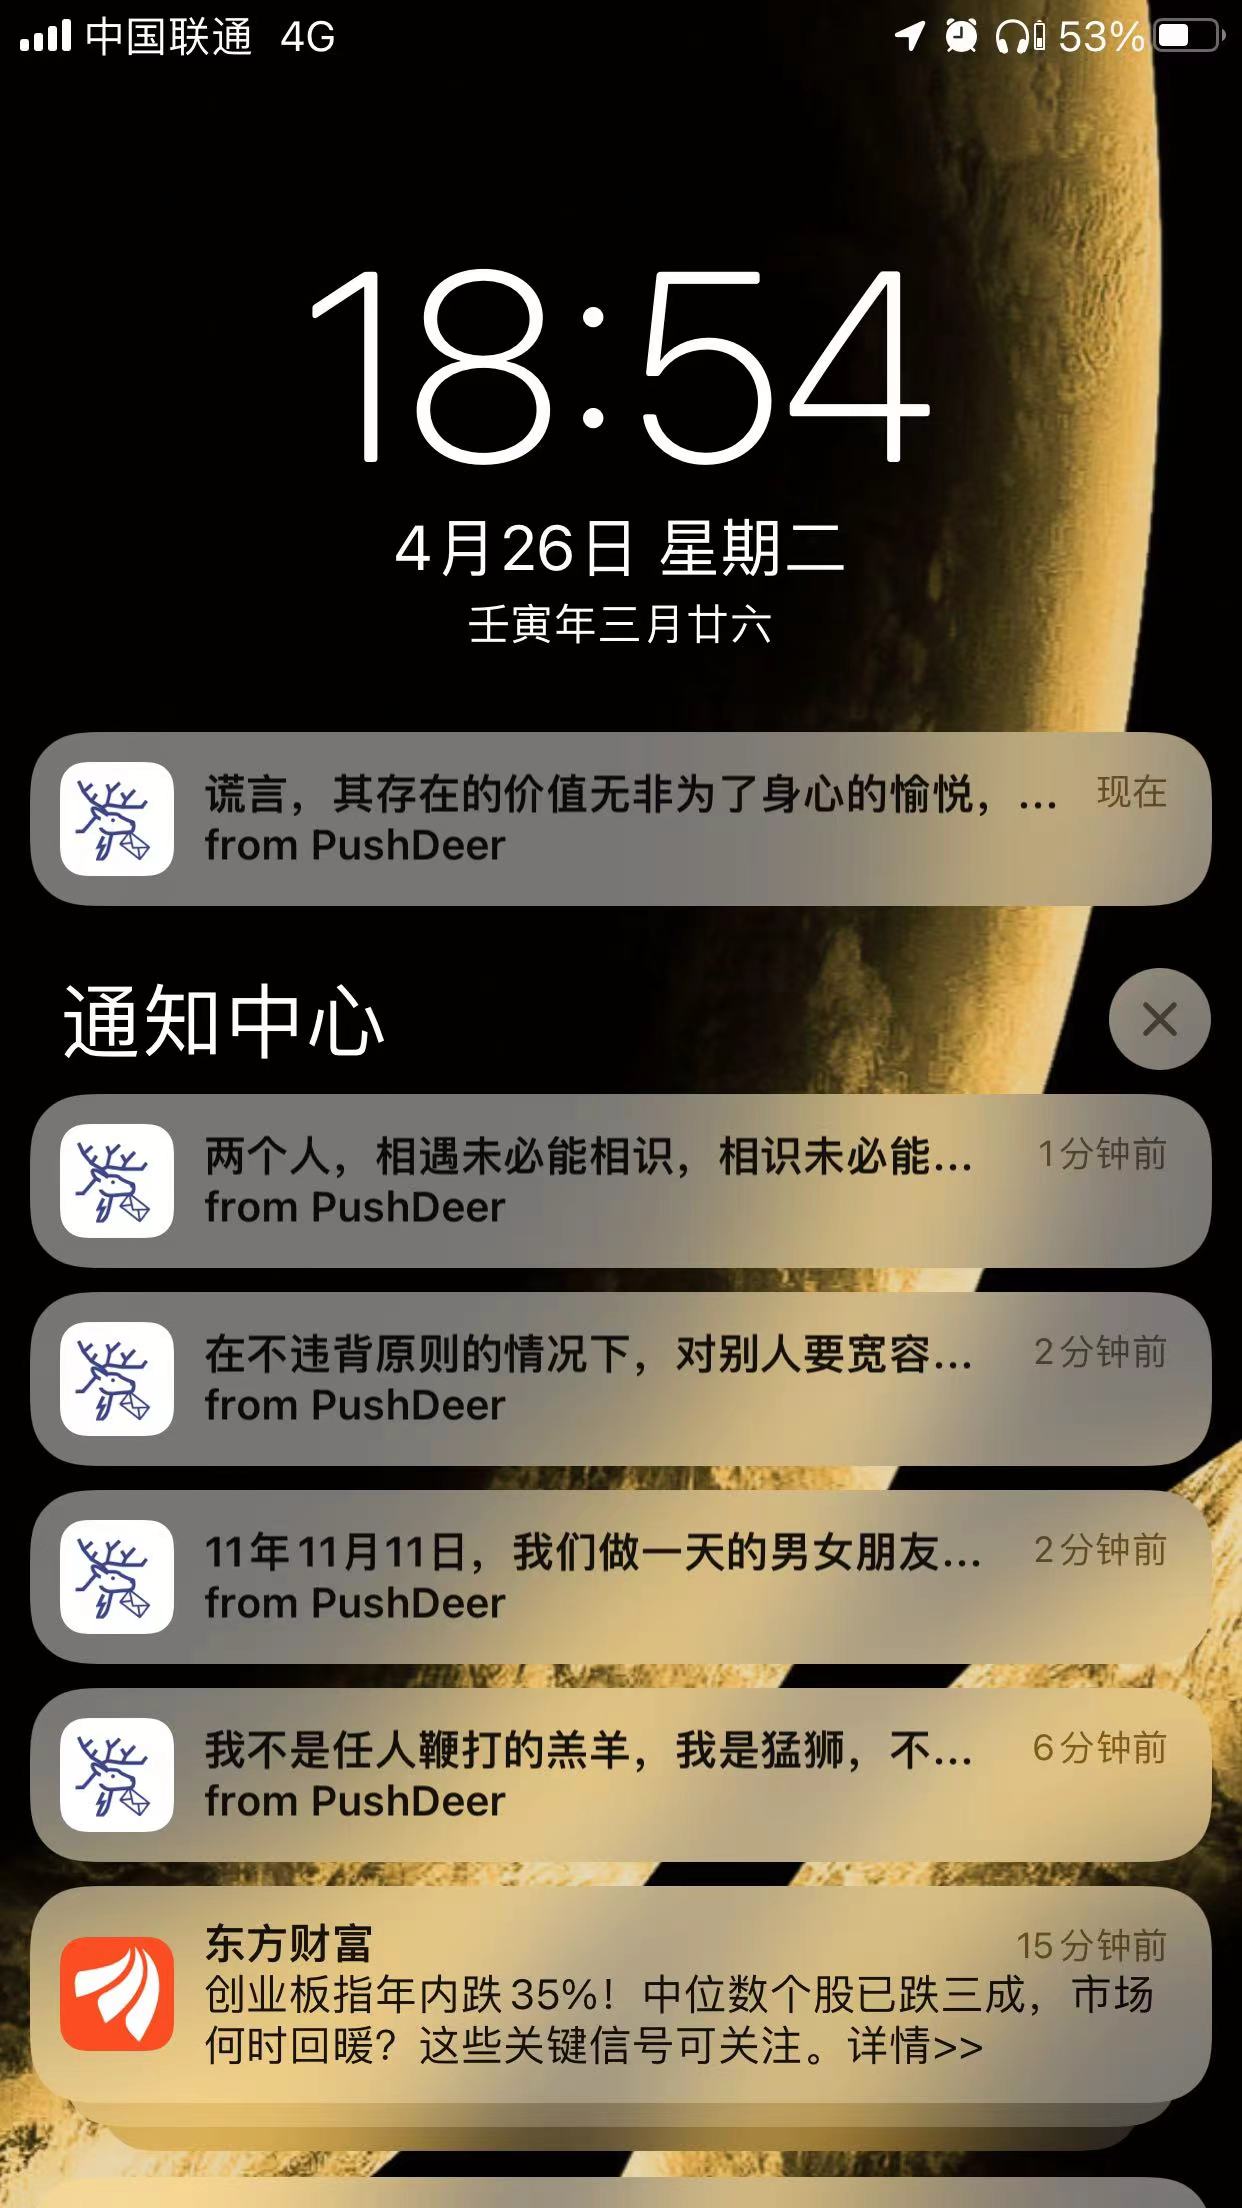 中国联通 4G 53%
18:54
4月26日 星期二
壬寅年三月廿六
谎言，其存在的价值无非为了身心的愉悦，... 现在
from PushDeer
通知中心
两个人，相遇未必能相识，相识未必能... 1分钟前
from PushDeer
在不违背原则的情况下，对别人要宽容... 2分钟前
from PushDeer
11年11月11日，我们做一天的男女朋友... 2分钟前
from PushDeer
我不是任人鞭打的羔羊，我是猛狮，不... 6分钟前
from PushDeer
东方财富 15分钟前
创业板指年内跌35%！中位数个股已跌三成，市场
何时回暖？这些关键信号可关注。详情>>